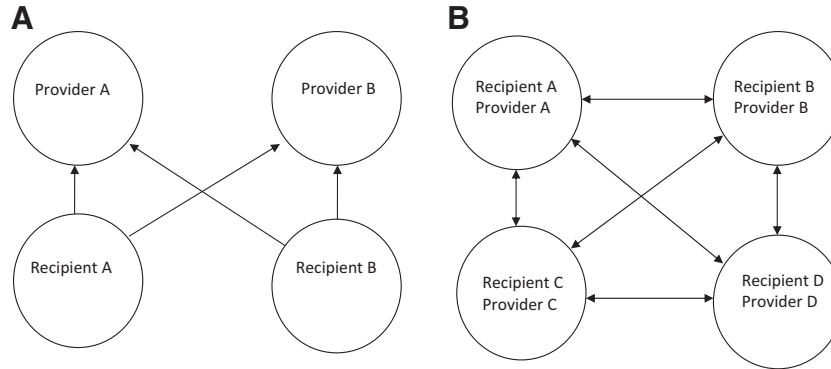 A
Provider A
Provider B
Recipient A
Recipient B
B
Recipient A
Provider A
Recipient B
Provider B
Recipient C
Provider C
Recipient D
Provider D